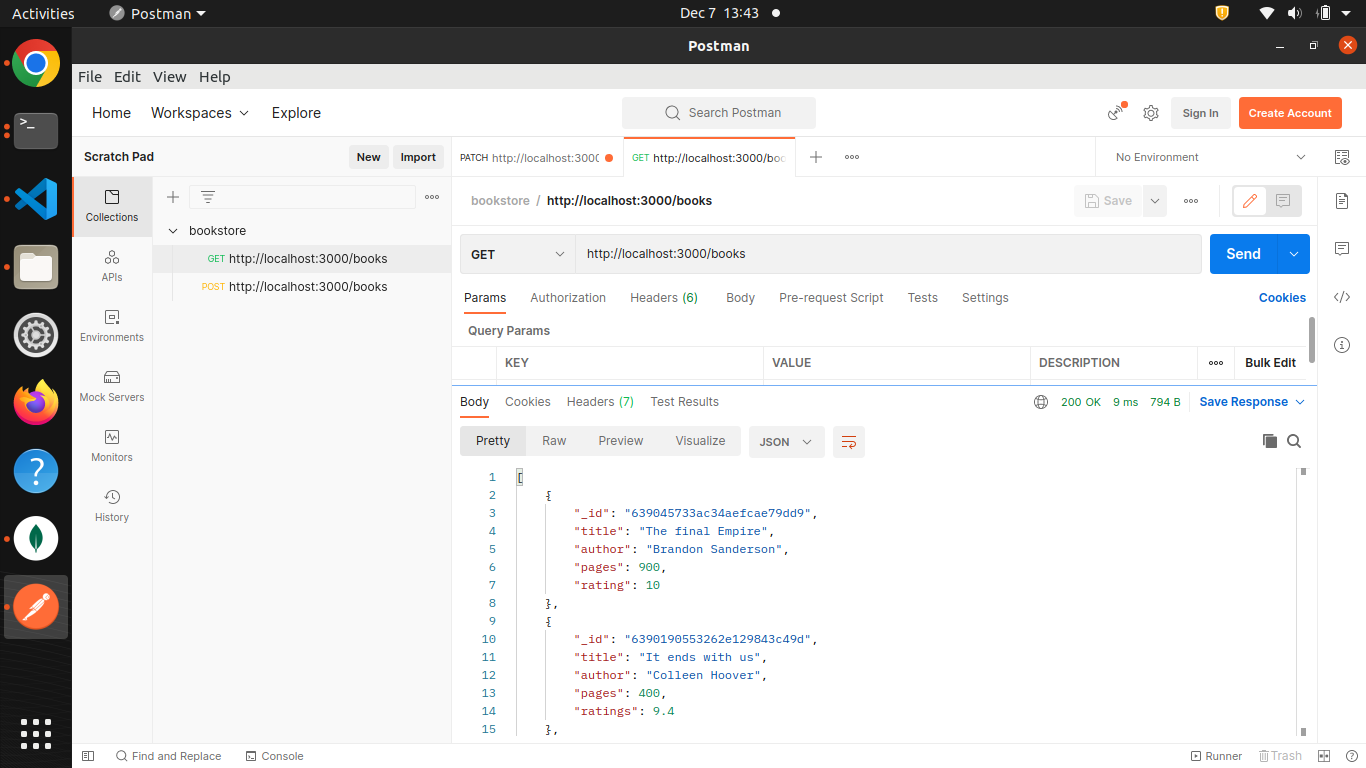 Activities Postman Dec 7 13:43
Postman
File Edit View Help
Home Workspaces Explore Search Postman Sign In Create Account
Scratch Pad New Import PATCH http://localhost:3000 GET http://localhost:3000/boo No Environment
Collections
APIs
Environments
Mock Servers
Monitors
History
bookstore
GET http://localhost:3000/books
POST http://localhost:3000/books
bookstore / http://localhost:3000/books Save
GET http://localhost:3000/books Send
Params Authorization Headers (6) Body Pre-request Script Tests Settings Cookies
Query Params
KEY VALUE DESCRIPTION Bulk Edit
Body Cookies Headers (7) Test Results 200 OK 9 ms 794 B Save Response
Pretty Raw Preview Visualize JSON
1 [
2 {
3 "_id": "639045733ac34aefcae79dd9",
4 "title": "The final Empire",
5 "author": "Brandon Sanderson",
6 "pages": 900,
7 "rating": 10
8 },
9 {
10 "_id": "6390190553262e129843c49d",
11 "title": "It ends with us",
12 "author": "Colleen Hoover",
13 "pages": 400,
14 "ratings": 9.4
15 },
Find and Replace Console Runner Trash